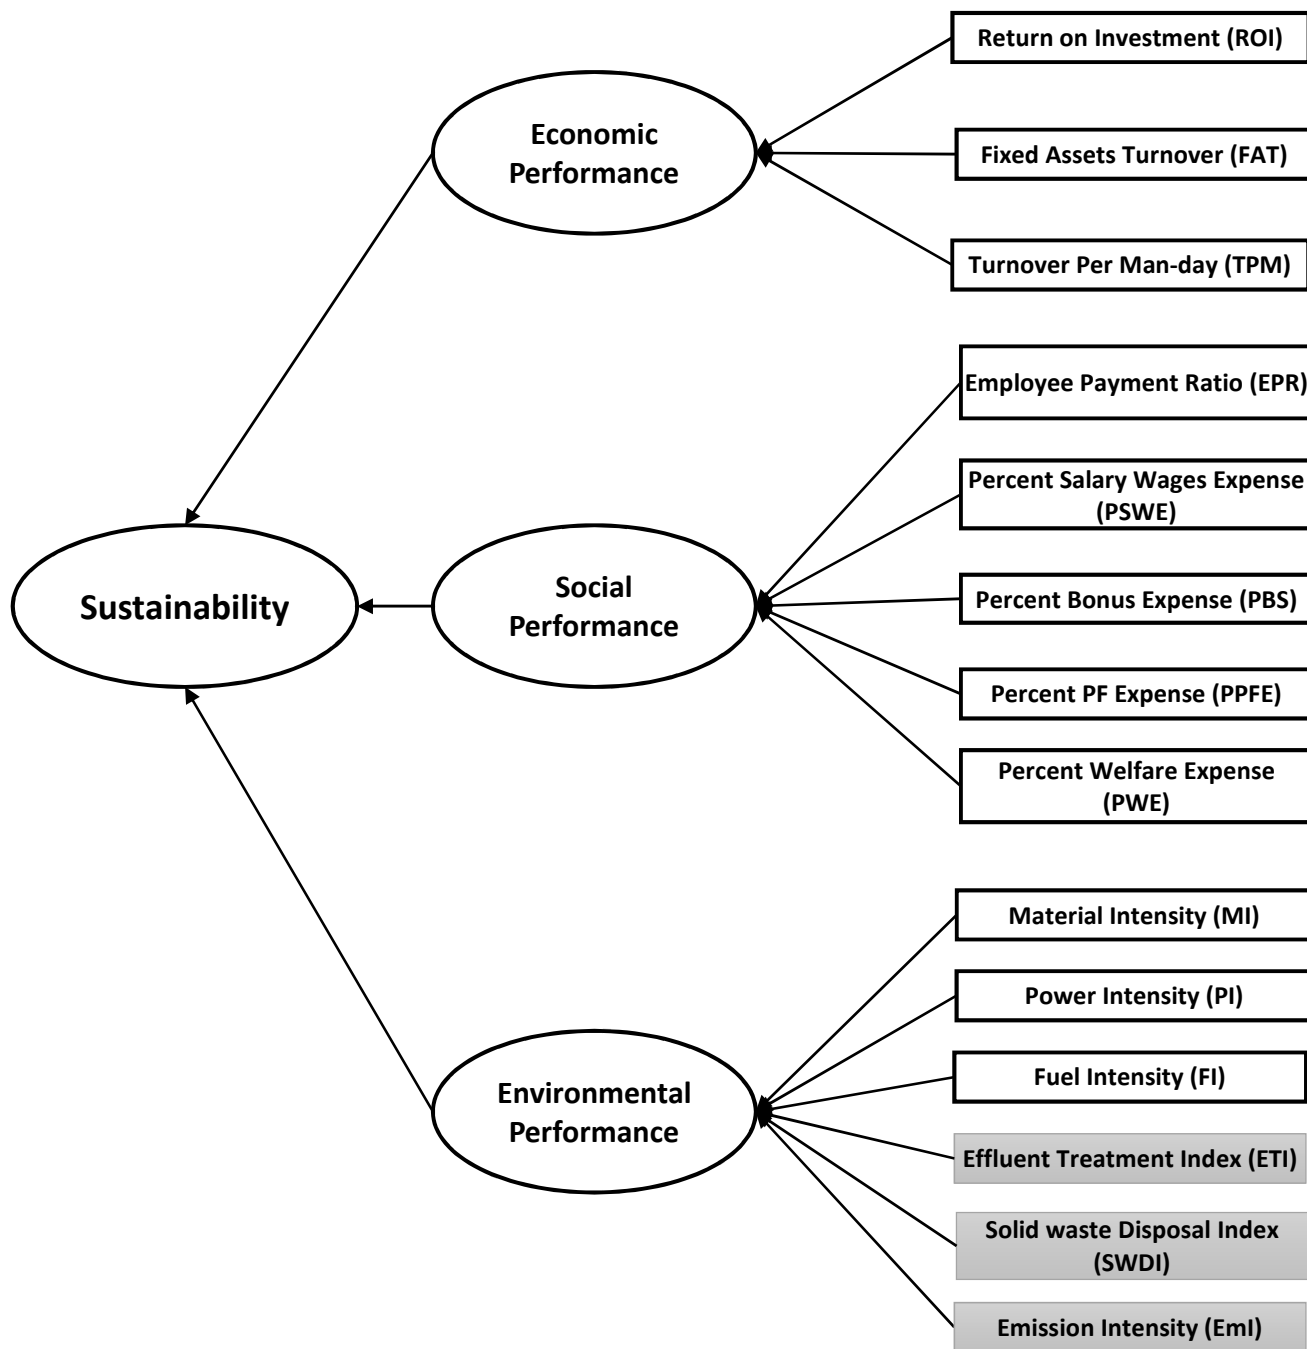 Return on Investment (ROI)
Economic
Performance
Fixed Assets Turnover (FAT)
Turnover Per Man-day (TPM)
Employee Payment Ratio (EPR)
Percent Salary Wages Expense
(PSWE)
Sustainability
Social
Performance
Percent Bonus Expense (PBS)
Percent PF Expense (PPFE)
Percent Welfare Expense
(PWE)
Material Intensity (MI)
Power Intensity (PI)
Fuel Intensity (FI)
Environmental
Performance
Effluent Treatment Index (ETI)
Solid waste Disposal Index
(SWDI)
Emission Intensity (EmI)